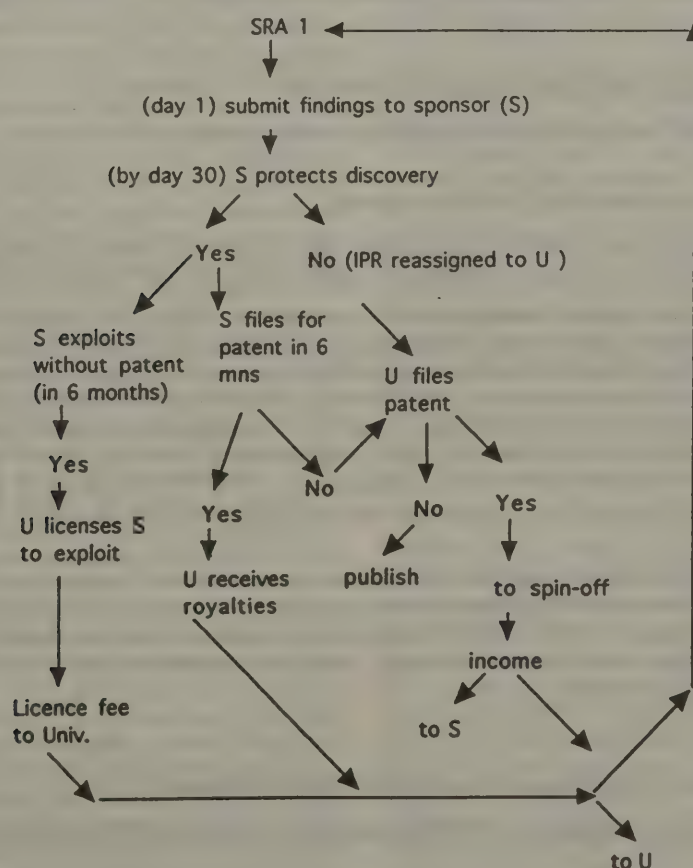 SRA 1
(day 1) submit findings to sponsor (S)
(by day 30) S protects discovery
Yes
No (IPR reassigned to U )
S exploits
without patent
(in 6 months)
S files for
patent in 6
mns
U files
patent
Yes
No
Yes
No
Yes
U licenses S
to exploit
U receives
royalties
publish
to spin-off
income
Licence fee
to Univ.
to S
to U